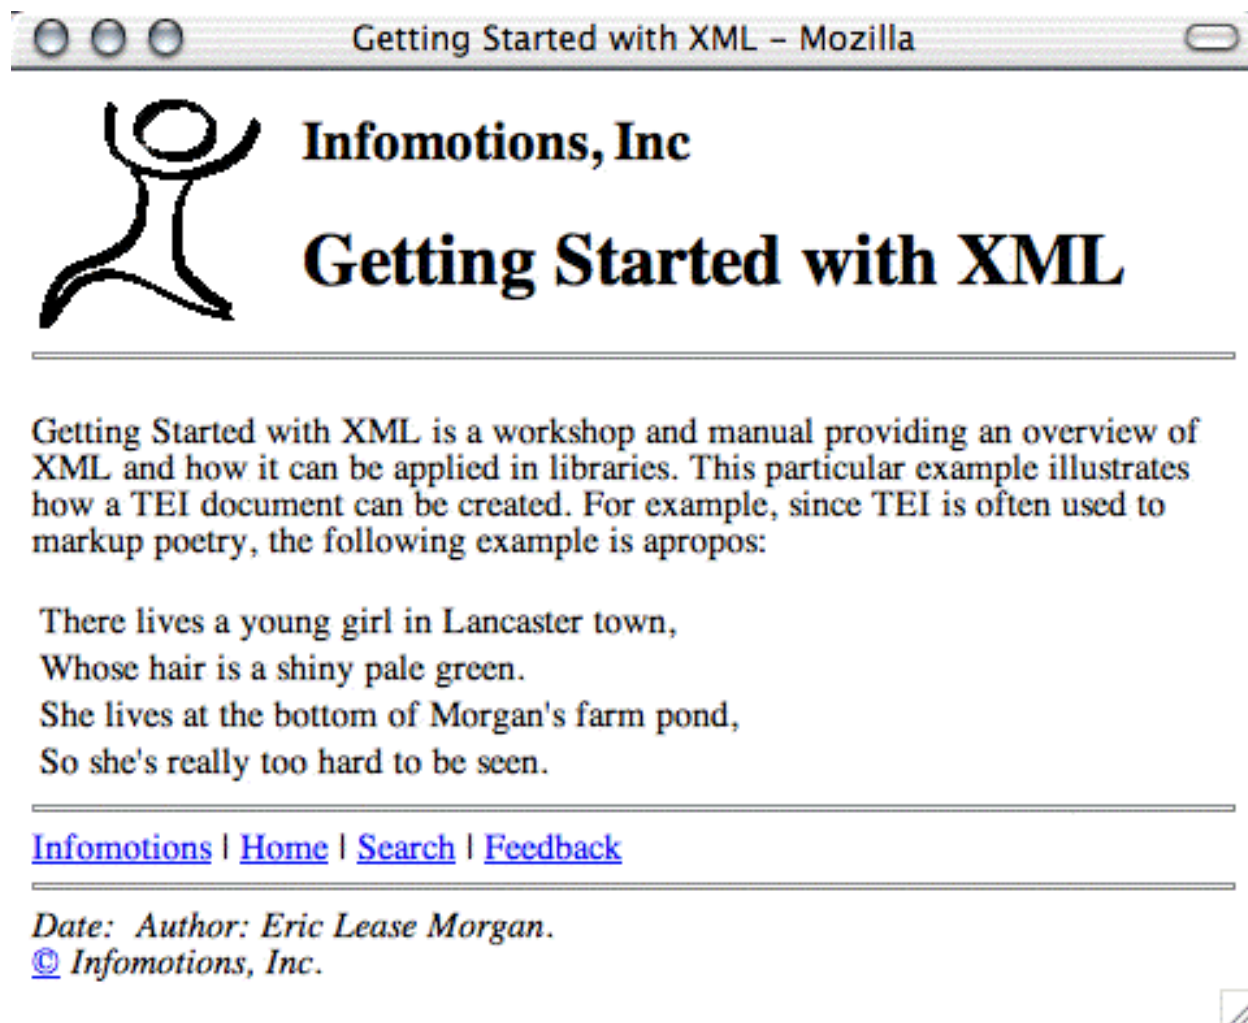 Getting Started with XML – Mozilla
Infomotions, Inc
Getting Started with XML
Getting Started with XML is a workshop and manual providing an overview of
XML and how it can be applied in libraries. This particular example illustrates
how a TEI document can be created. For example, since TEI is often used to
markup poetry, the following example is apropos:
There lives a young girl in Lancaster town,
Whose hair is a shiny pale green.
She lives at the bottom of Morgan's farm pond,
So she's really too hard to be seen.
Infomotions | Home | Search | Feedback
Date:  Author: Eric Lease Morgan.
© Infomotions, Inc.